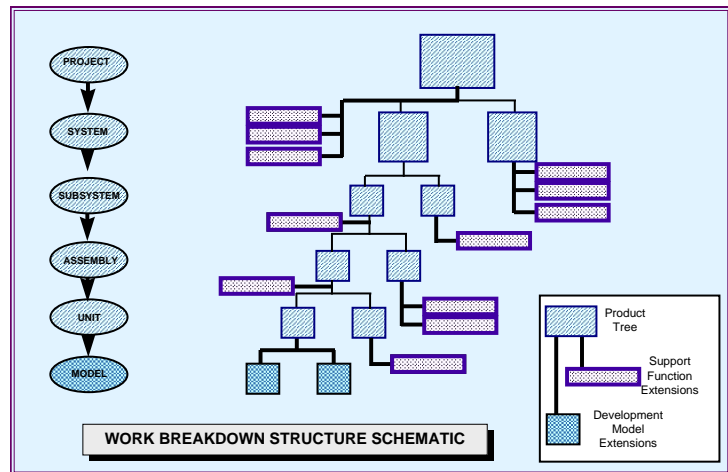 PROJECT
SYSTEM
SUBSYSTEM
ASSEMBLY
UNIT
MODEL
Product
Tree
Support
Function
Extensions
Development
Model
Extensions
WORK BREAKDOWN STRUCTURE SCHEMATIC